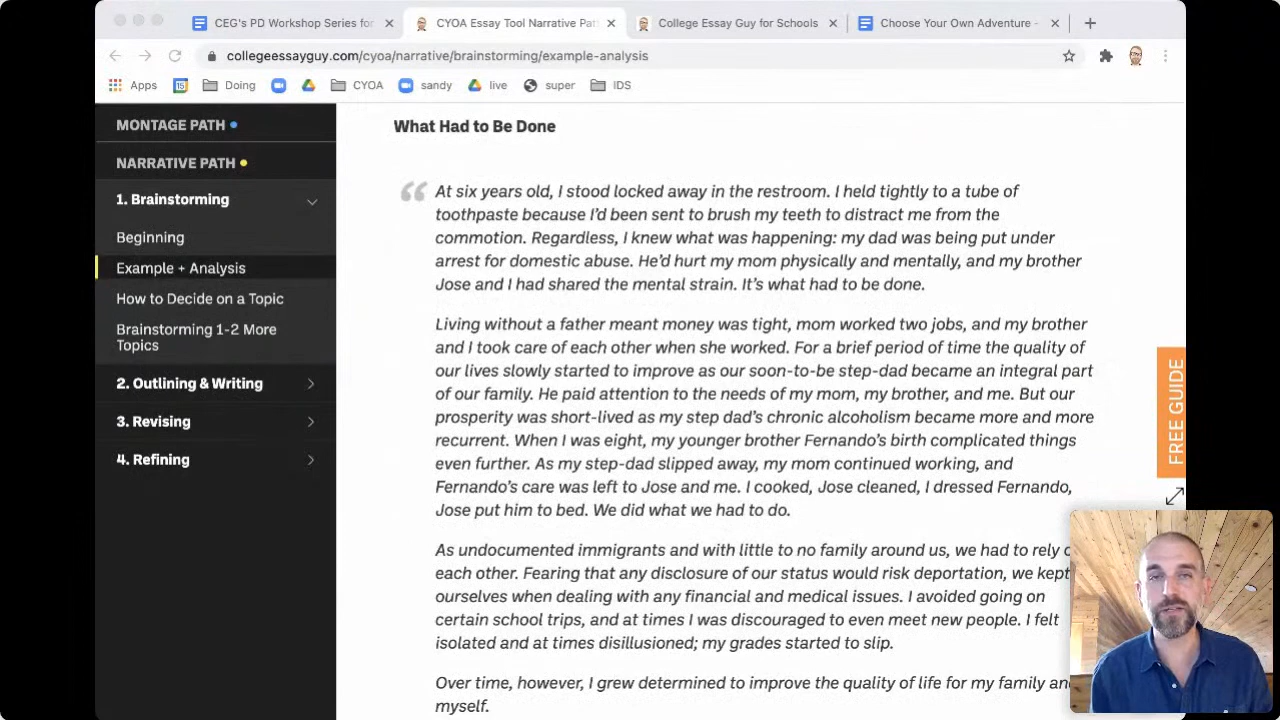 CEG's PD Workshop Series for
CYOA Essay Tool Narrative Pat
College Essay Guy for Schools
Choose Your Own Adventure -
collegeessayguy.com/cyoa/narrative/brainstorming/example-analysis
Apps
15
Doing
CYOA
sandy
live
super
IDS
MONTAGE PATH
NARRATIVE PATH
1. Brainstorming
Beginning
Example + Analysis
How to Decide on a Topic
Brainstorming 1-2 More
Topics
2. Outlining & Writing
3. Revising
4. Refining
What Had to Be Done
“ At six years old, I stood locked away in the restroom. I held tightly to a tube of
toothpaste because I’d been sent to brush my teeth to distract me from the
commotion. Regardless, I knew what was happening: my dad was being put under
arrest for domestic abuse. He’d hurt my mom physically and mentally, and my brother
Jose and I had shared the mental strain. It’s what had to be done.
Living without a father meant money was tight, mom worked two jobs, and my brother
and I took care of each other when she worked. For a brief period of time the quality of
our lives slowly started to improve as our soon-to-be step-dad became an integral part
of our family. He paid attention to the needs of my mom, my brother, and me. But our
prosperity was short-lived as my step dad’s chronic alcoholism became more and more
recurrent. When I was eight, my younger brother Fernando’s birth complicated things
even further. As my step-dad slipped away, my mom continued working, and
Fernando’s care was left to Jose and me. I cooked, Jose cleaned, I dressed Fernando,
Jose put him to bed. We did what we had to do.
As undocumented immigrants and with little to no family around us, we had to rely
each other. Fearing that any disclosure of our status would risk deportation, we kept
ourselves when dealing with any financial and medical issues. I avoided going on
certain school trips, and at times I was discouraged to even meet new people. I felt
isolated and at times disillusioned; my grades started to slip.
Over time, however, I grew determined to improve the quality of life for my family
myself.
FREE GUIDE